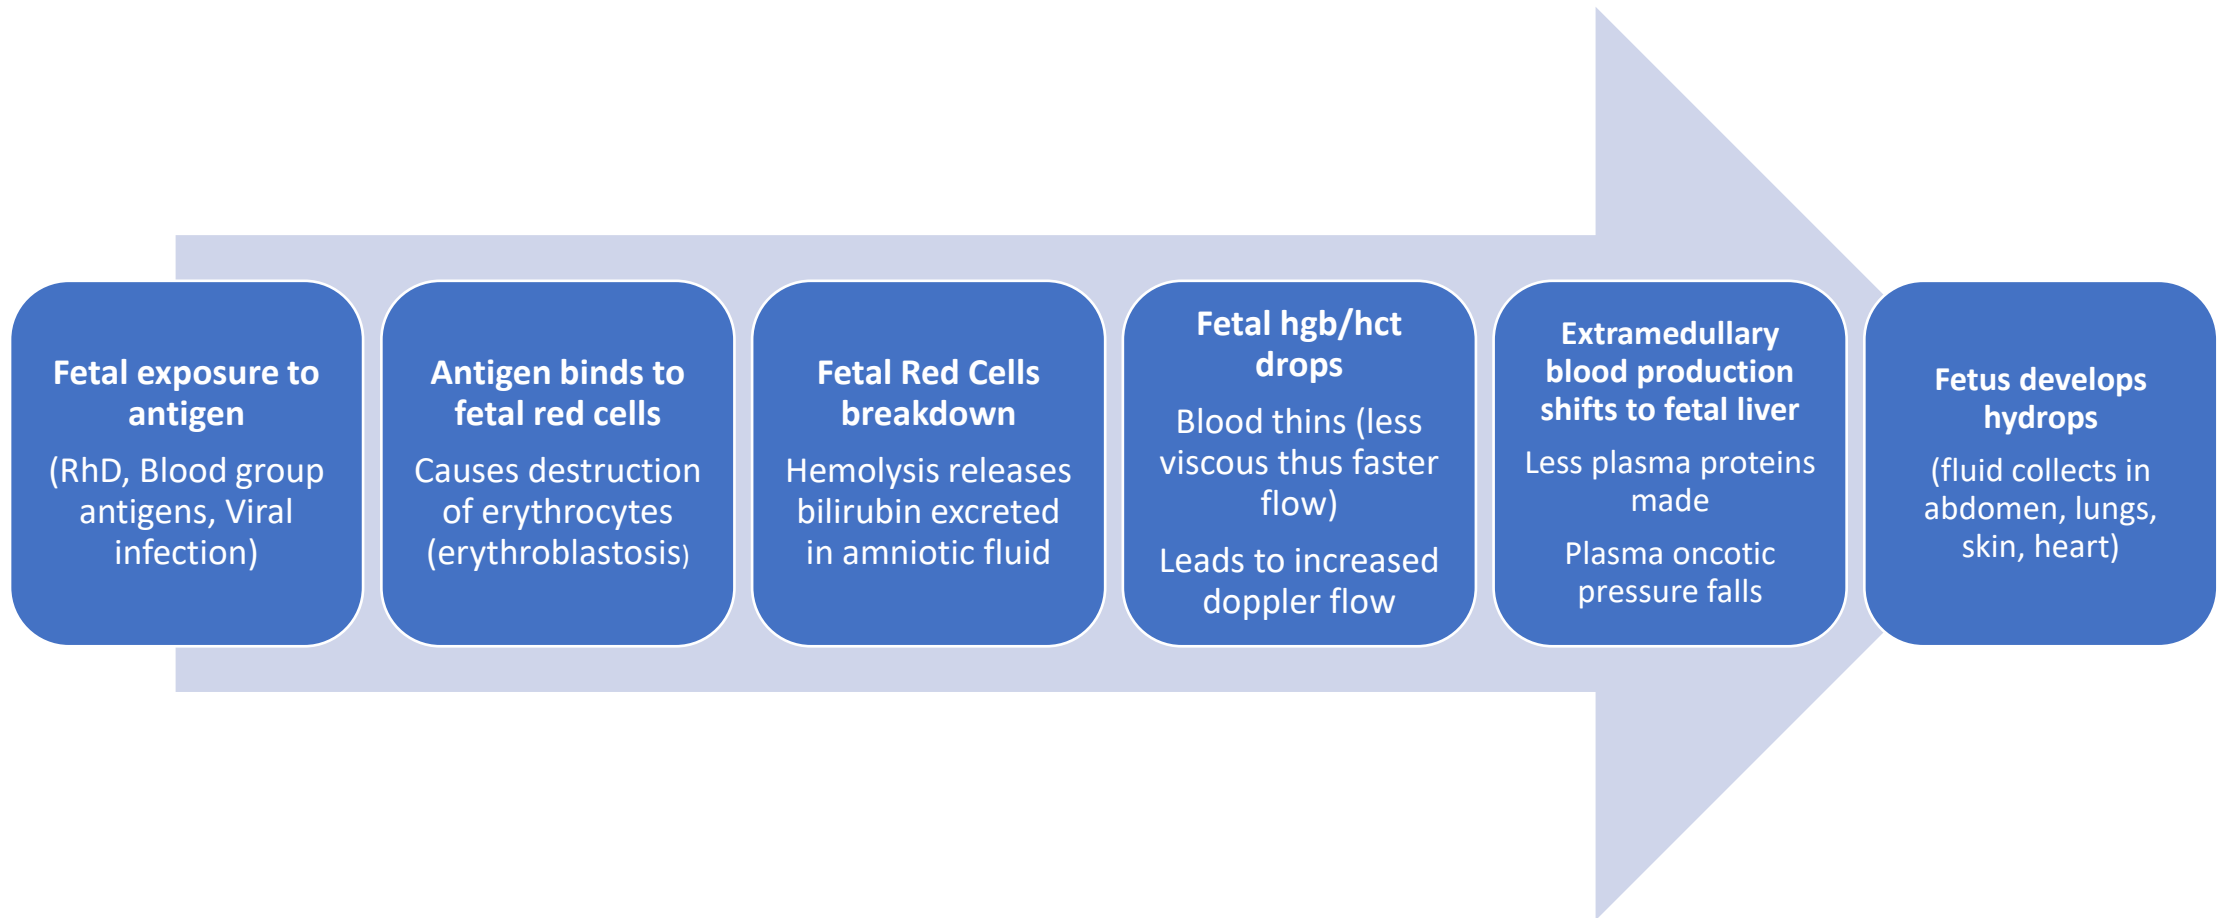 Fetal exposure to
antigen
(RhD, Blood group
antigens, Viral
infection)
Antigen binds to
fetal red cells
Causes destruction
of erythrocytes
(erythroblastosis)
Fetal Red Cells
breakdown
Hemolysis releases
bilirubin excreted
in amniotic fluid
Fetal hgb/hct
drops
Blood thins (less
viscous thus faster
flow)
Leads to increased
doppler flow
Extramedullary
blood production
shifts to fetal liver
Less plasma proteins
made
Plasma oncotic
pressure falls
Fetus develops
hydrops
(fluid collects in
abdomen, lungs,
skin, heart)